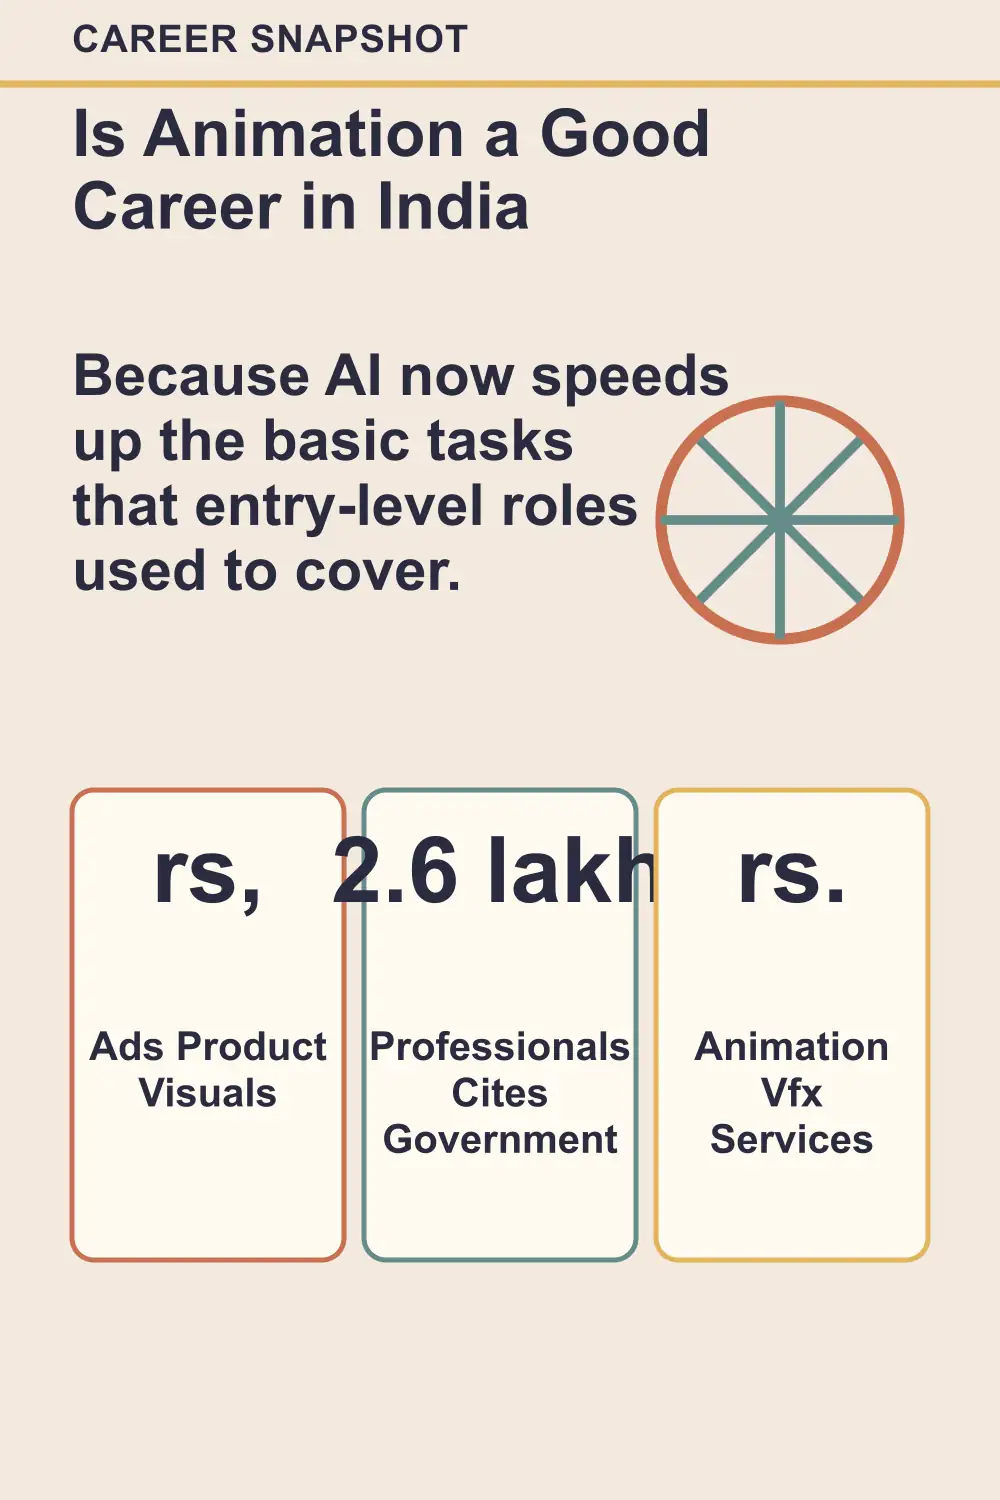 CAREER SNAPSHOT
Is Animation a Good
Career in India
Because AI now speeds
up the basic tasks
that entry-level roles
used to cover.
rs,
Ads Product
Visuals
2.6 lakh
Professionals
Cites
Government
rs.
Animation
Vfx
Services